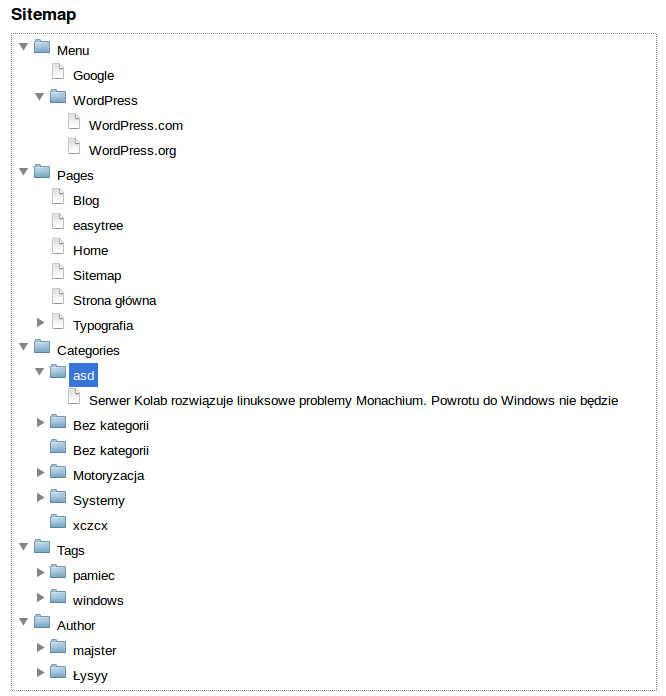 Sitemap
Menu
Google
WordPress
WordPress.com
WordPress.org
Pages
Blog
easytree
Home
Sitemap
Strona główna
Typografia
Categories
asd
Serwer Kolab rozwiązuje linuksowe problemy Monachium. Powrotu do Windows nie będzie
Bez kategorii
Bez kategorii
Motoryzacja
Systemy
xczcx
Tags
pamiec
windows
Author
majster
Łysyy